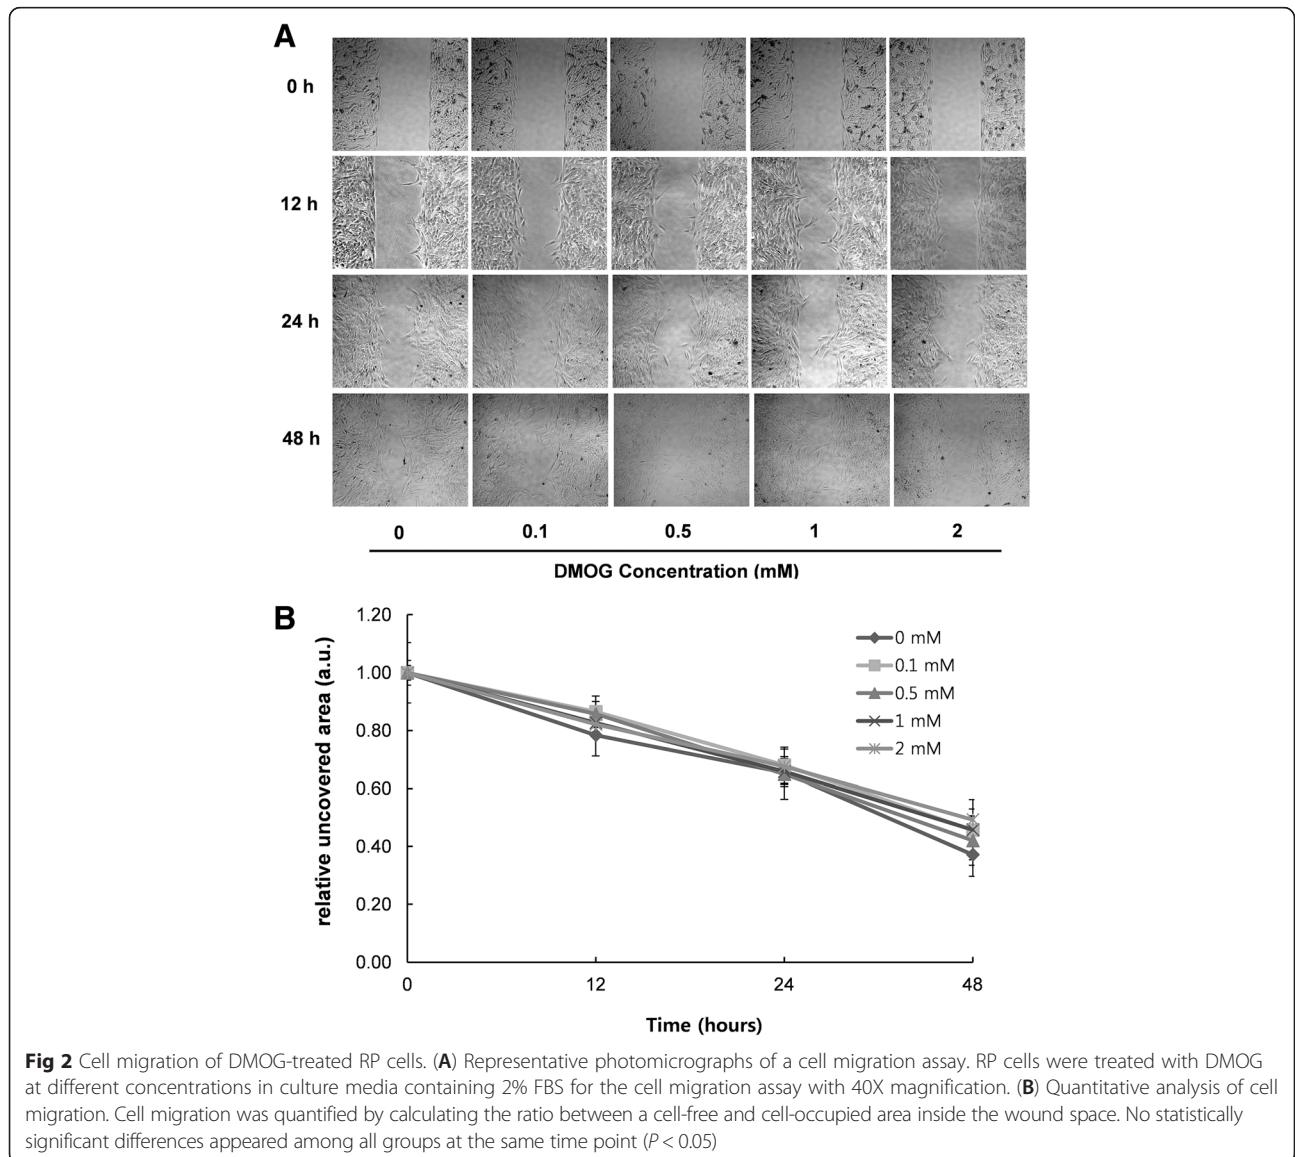 A
0 h
12 h
24 h
48 h
0 0.1 0.5 1 2
DMOG Concentration (mM)
B
relative uncovered area (a.u.)
1.20
1.00
0.80
0.60
0.40
0.20
0.00
0 mM
0.1 mM
0.5 mM
1 mM
2 mM
0 12 24 48
Time (hours)
Fig 2 Cell migration of DMOG-treated RP cells. (A) Representative photomicrographs of a cell migration assay. RP cells were treated with DMOG
at different concentrations in culture media containing 2% FBS for the cell migration assay with 40X magnification. (B) Quantitative analysis of cell
migration. Cell migration was quantified by calculating the ratio between a cell-free and cell-occupied area inside the wound space. No statistically
significant differences appeared among all groups at the same time point (P < 0.05)